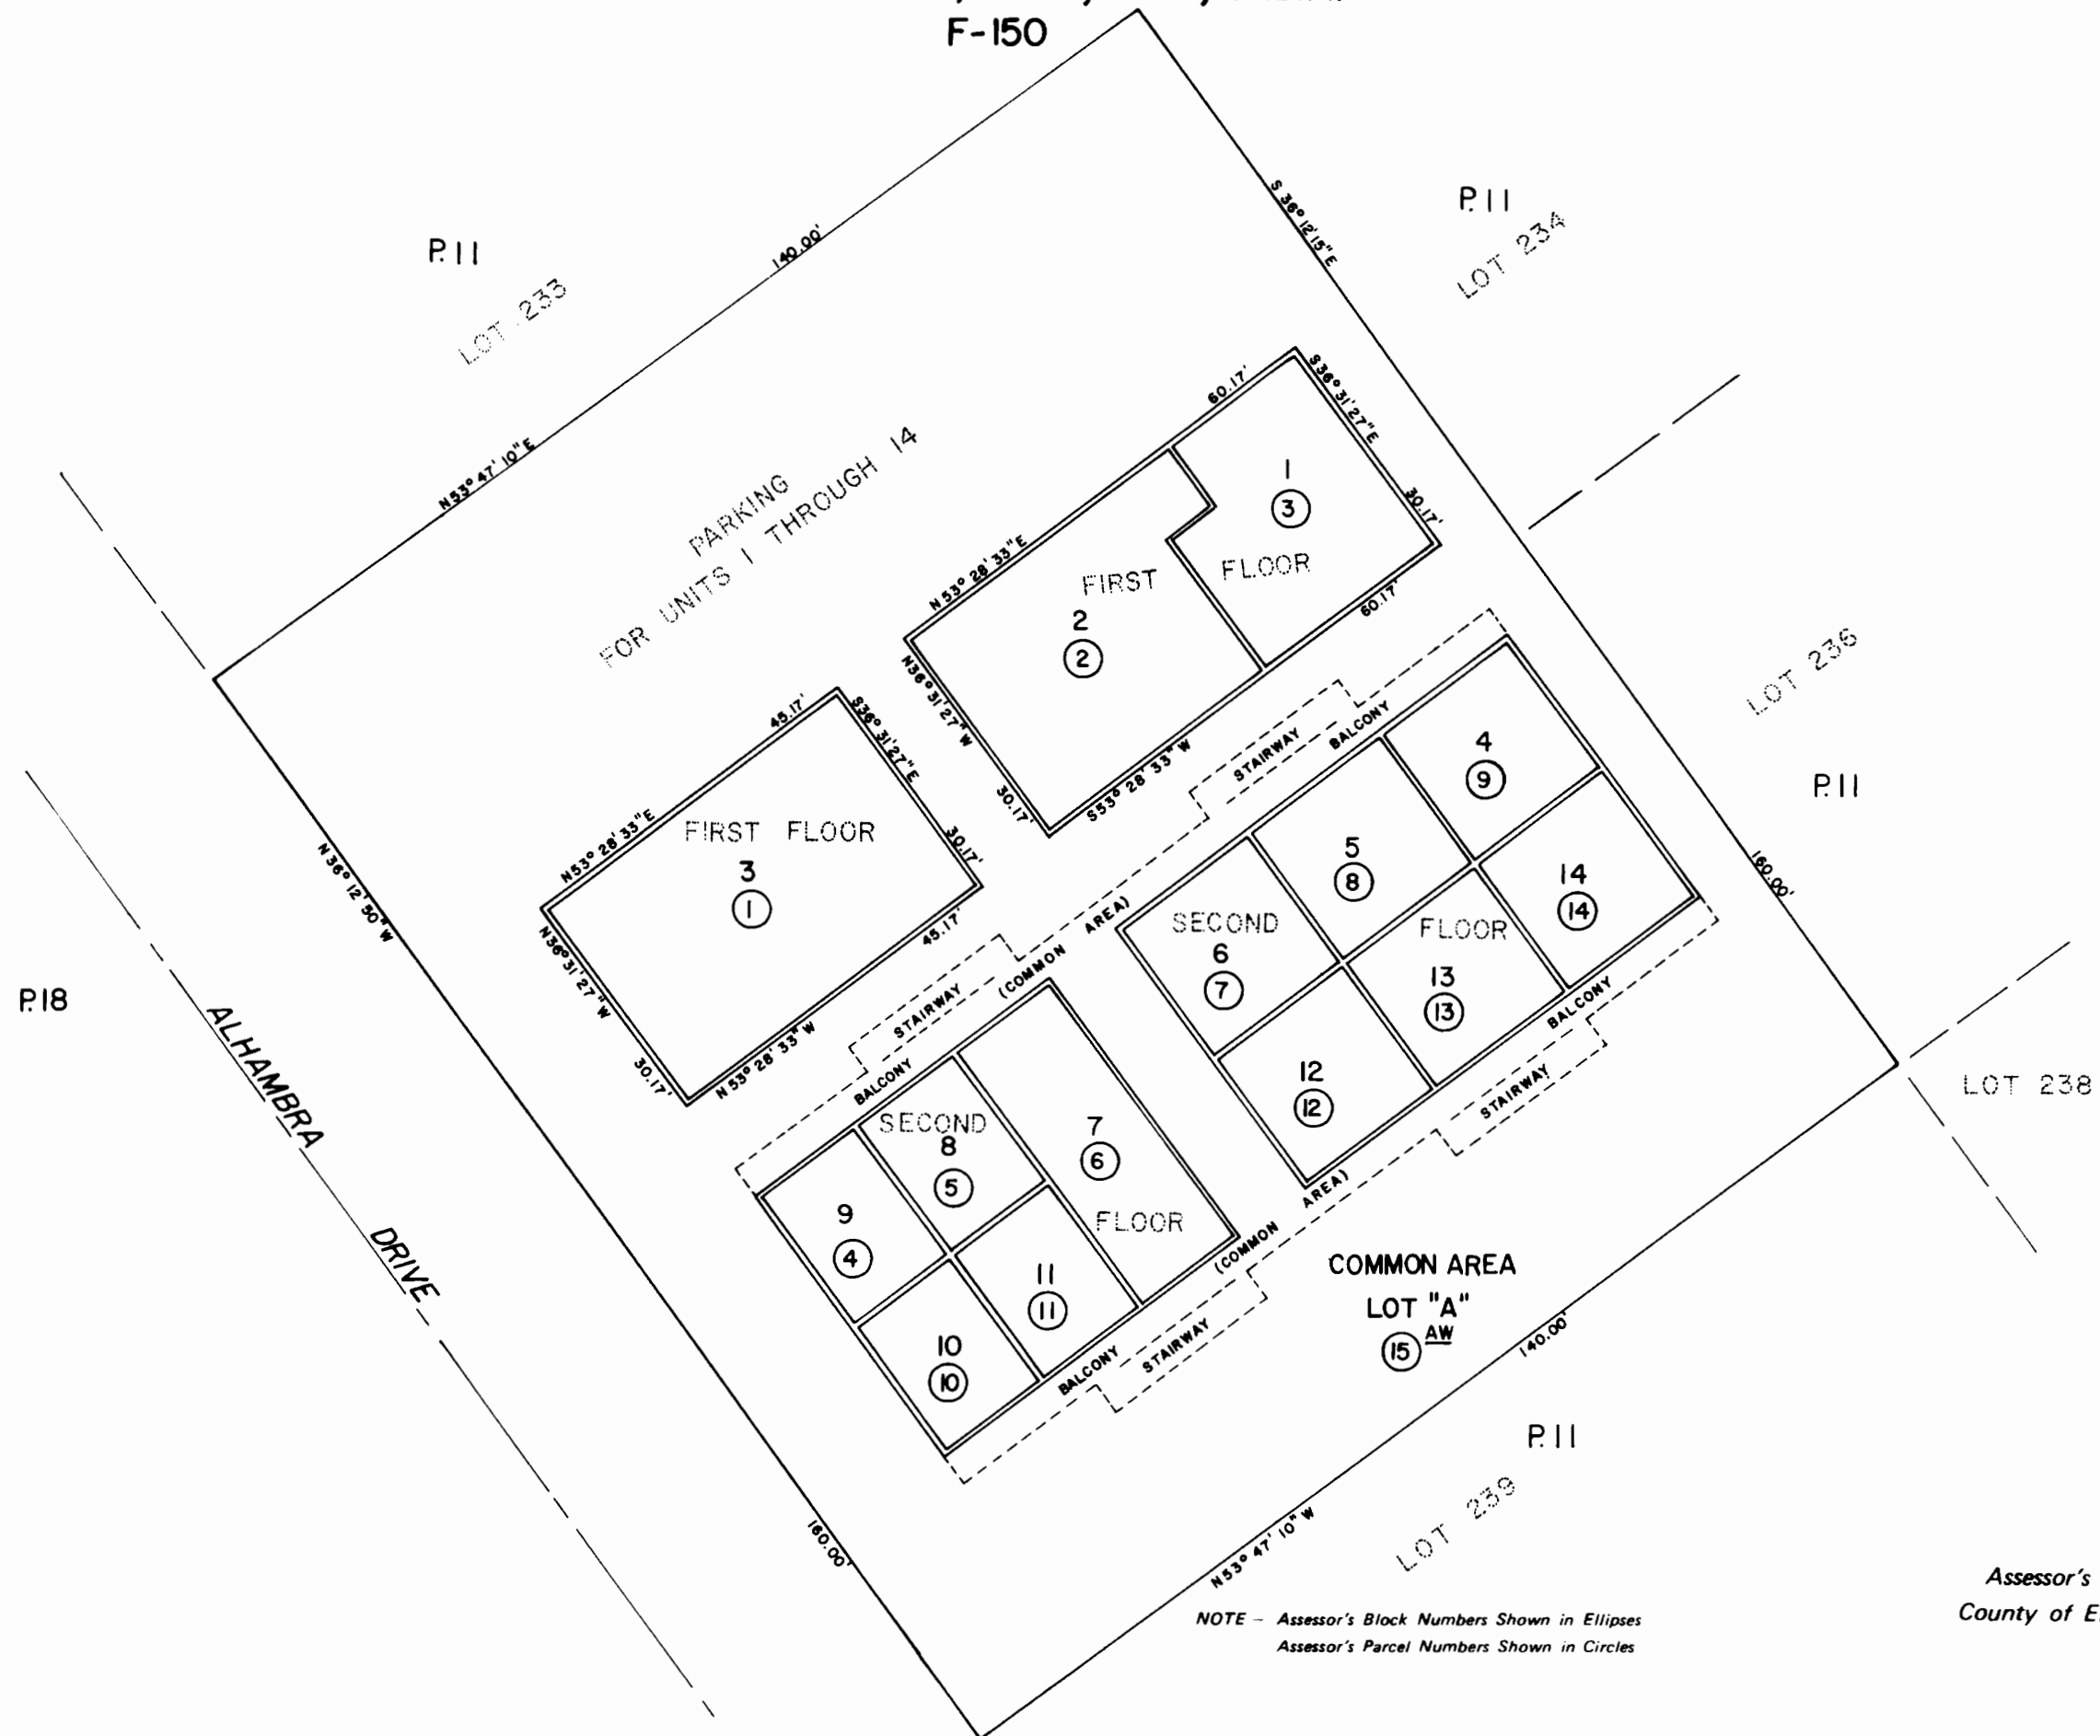 F-150
P.11
LOT 233
140.00'
N53° 47' 10"E
S 36° 12' 15" E
P.11
LOT 234
PARKING
FOR UNITS 1 THROUGH 14
60.17'
S36° 31' 27" E
1
3
30.17'
FIRST FLOOR
N 53° 28' 33" E
2
2
60.17'
N36° 31' 27" W
30.17'
S53° 28' 33" W
LOT 236
P.11
160.00'
45.17'
S36° 31' 27" E
N53° 28' 33" E
FIRST FLOOR
3
1
30.17'
45.17'
N36° 31' 27" W
30.17'
N 53° 28' 33" W
N 36° 12' 50" W
P.18
ALHAMBRA
DRIVE
STAIRWAY
BALCONY
4
9
5
8
14
14
SECOND
FLOOR
6
7
13
13
12
12
(COMMON AREA)
STAIRWAY
BALCONY
BALCONY
STAIRWAY
LOT 238
SECOND
8
5
7
6
FLOOR
9
4
11
11
10
10
(COMMON AREA)
BALCONY
STAIRWAY
COMMON AREA
LOT "A"
15 AW
140.00'
P.11
LOT 239
160.00'
N53° 47' 10" W
NOTE – Assessor's Block Numbers Shown in Ellipses
Assessor's Parcel Numbers Shown in Circles
Assessor's
County of